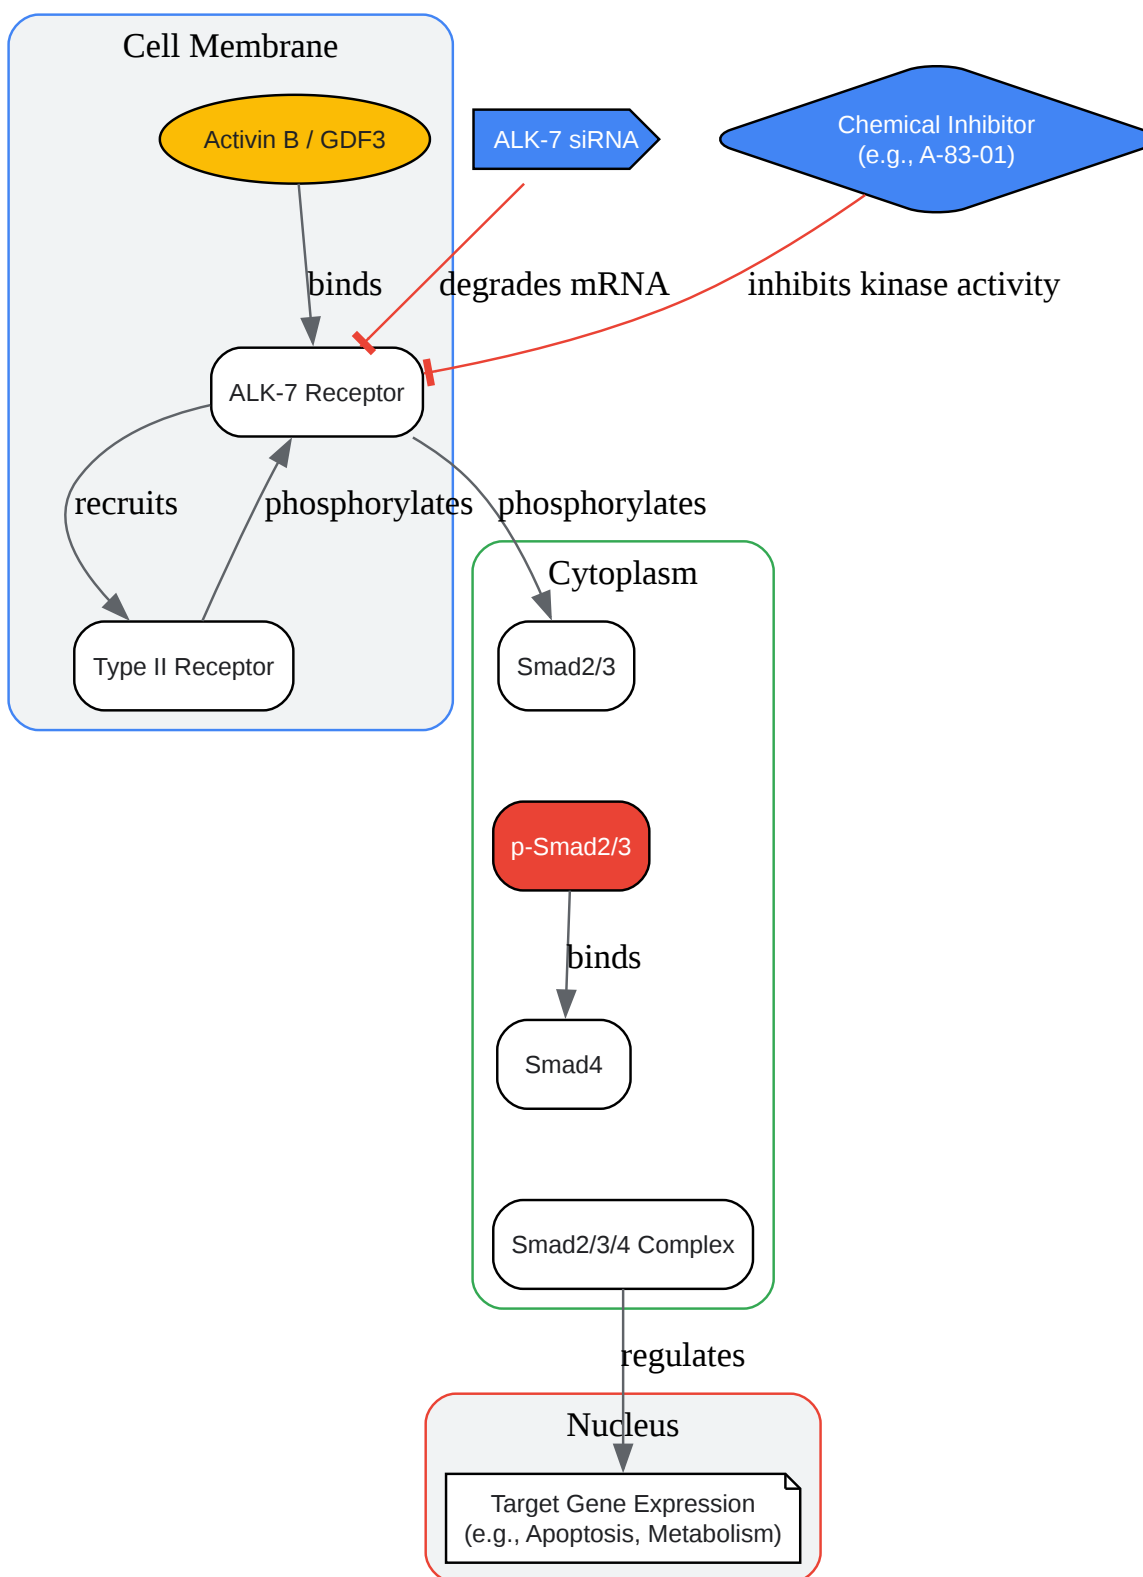 Cell Membrane
Activin B / GDF3
ALK-7 siRNA
Chemical Inhibitor
(e.g., A-83-01)
binds
degrades mRNA
inhibits kinase activity
ALK-7 Receptor
recruits
phosphorylates
phosphorylates
Cytoplasm
Type II Receptor
Smad2/3
p-Smad2/3
binds
Smad4
Smad2/3/4 Complex
regulates
Nucleus
Target Gene Expression
(e.g., Apoptosis, Metabolism)